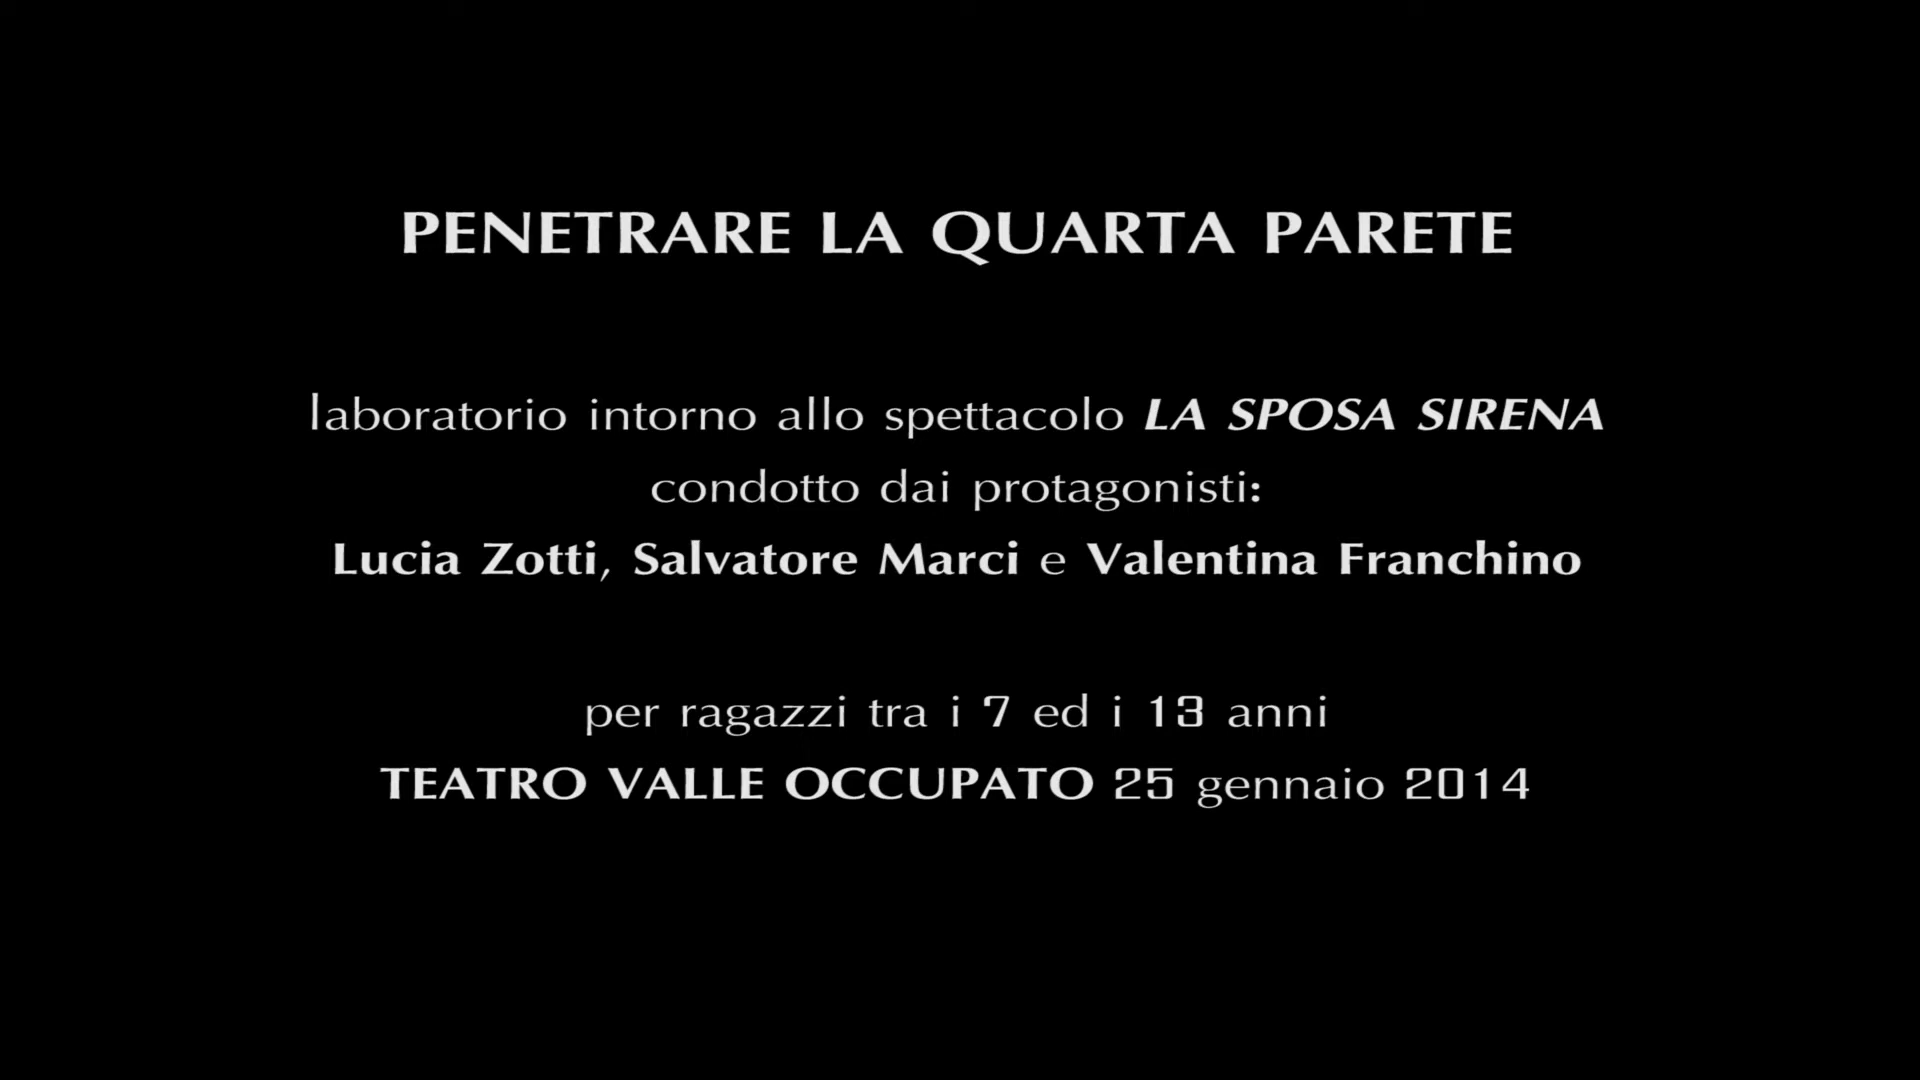 PENETRARE LA QUARTA PARETE
laboratorio intorno allo spettacolo LA SPOSA SIRENA
condotto dai protagonisti:
Lucia Zotti, Salvatore Marci e Valentina Franchino
per ragazzi tra i 7 ed i 13 anni
TEATRO VALLE OCCUPATO 25 gennaio 2014